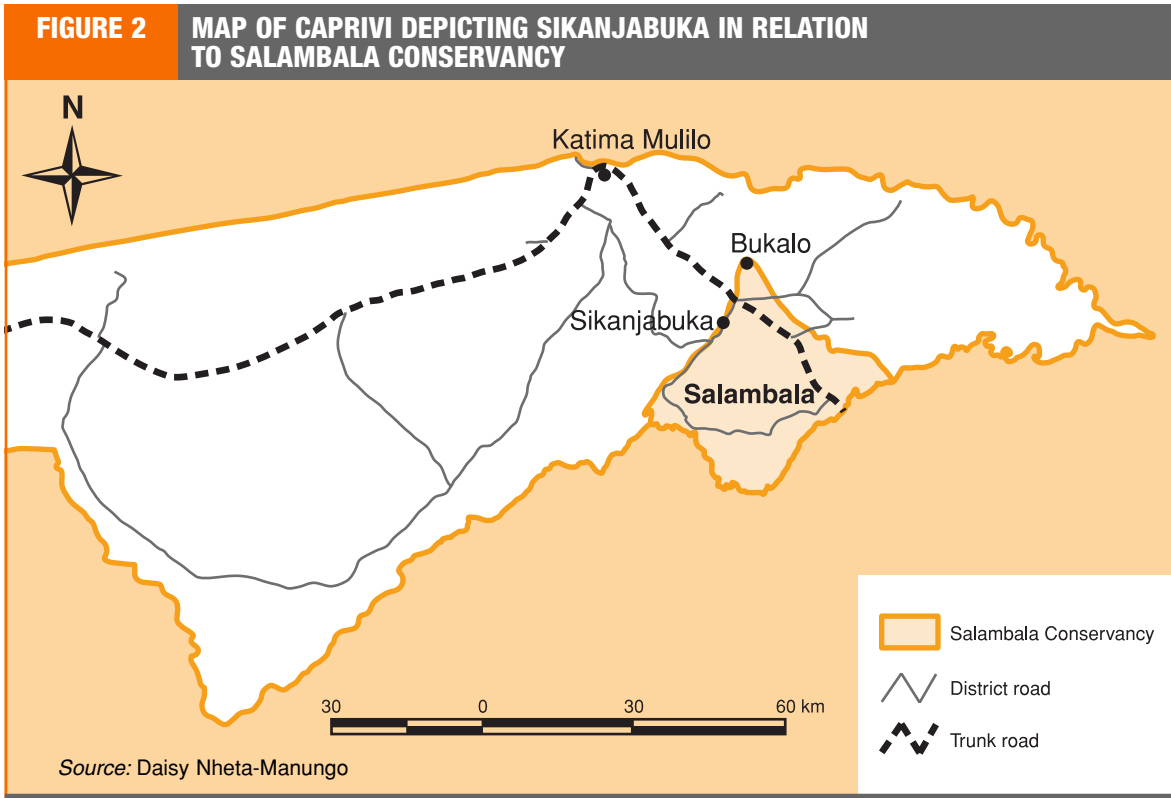 FIGURE 2
MAP OF CAPRIVI DEPICTING SIKANJABUKA IN RELATION
TO SALAMBALA CONSERVANCY
N
Katima Mulilo
Bukalo
Sikanjabuka
Salambala
Salambala Conservancy
District road
Trunk road
30 0 30 60 km
Source: Daisy Nheta-Manungo